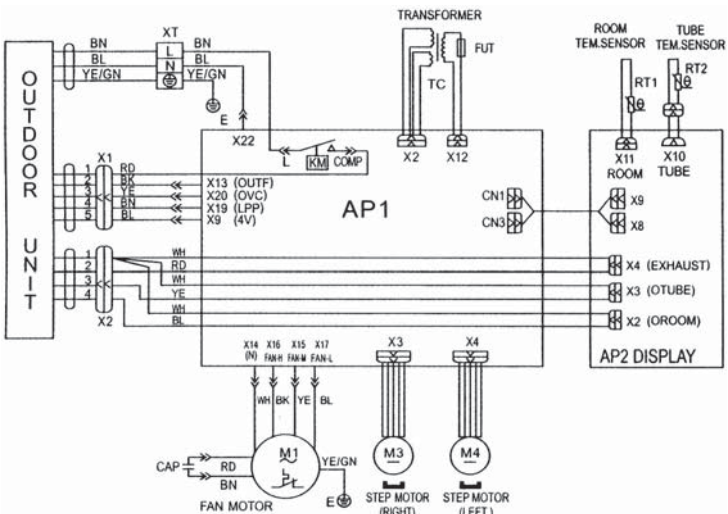 TRANSFORMER
ROOM
TEM.SENSOR
TUBE
TEM.SENSOR
XT
BN
L
BN
BL
N
BL
YE/GN
YE/GN
E
FUT
TC
RT1
θ
RT2
θ
OUTDOOR UNIT
X22
L
KM
COMP
X2
X12
X11
ROOM
X10
TUBE
X1
1
RD
2
BK
X13 (OUTF)
3
YE
X20 (OVC)
4
BN
X19 (LPP)
5
BL
X9 (4V)
AP1
CN1
CN3
X9
X8
1
WH
2
RD
X4 (EXHAUST)
WH
3
YE
X3 (OTUBE)
4
WH
BL
X2 (OROOM)
X2
AP2 DISPLAY
X14
(N)
X16
FAN-H
X15
FAN-M
X17
FAN-L
X3
X4
WH
BK
YE
BL
CAP
RD
BN
M1
~
YE/GN
E
FAN MOTOR
M3
M4
STEP MOTOR
(RIGHT)
STEP MOTOR
(LEFT)